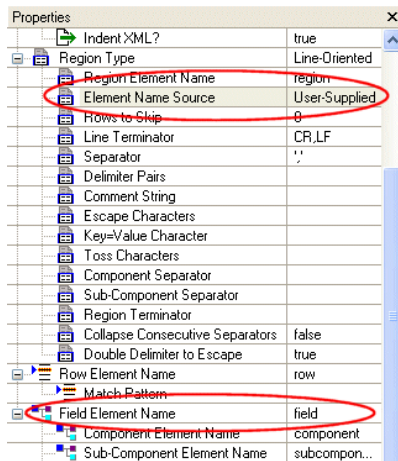 Properties
Indent XML? true
Region Type Line-Oriented
Region Element Name region
Element Name Source User-Supplied
Rows to Skip 0
Line Terminator CR,LF
Separator ','
Delimiter Pairs
Comment String
Escape Characters
Key=Value Character
Toss Characters
Component Separator
Sub-Component Separator
Region Terminator
Collapse Consecutive Separators false
Double Delimiter to Escape true
Row Element Name row
Match Pattern
Field Element Name field
Component Element Name component
Sub-Component Element Name subcompon...